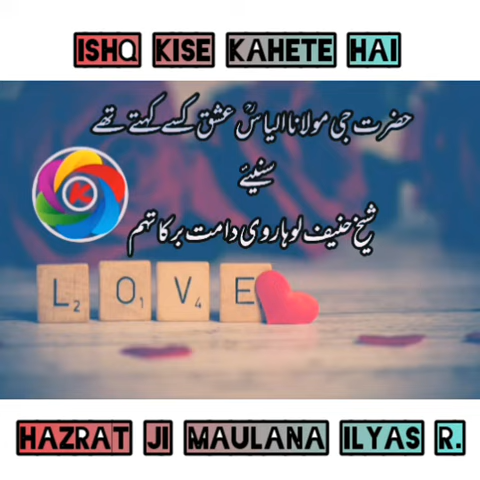 ISHQ KISE KAHETE HAI
حضرت جی مولانا الیاسؒ عشق کسے کہتے تھے
سنیئے
K
شیخ حنیف لوہاروی دامت برکاتہم
L2 O1 V4 E
HAZRAT JI MAULANA ILYAS R.